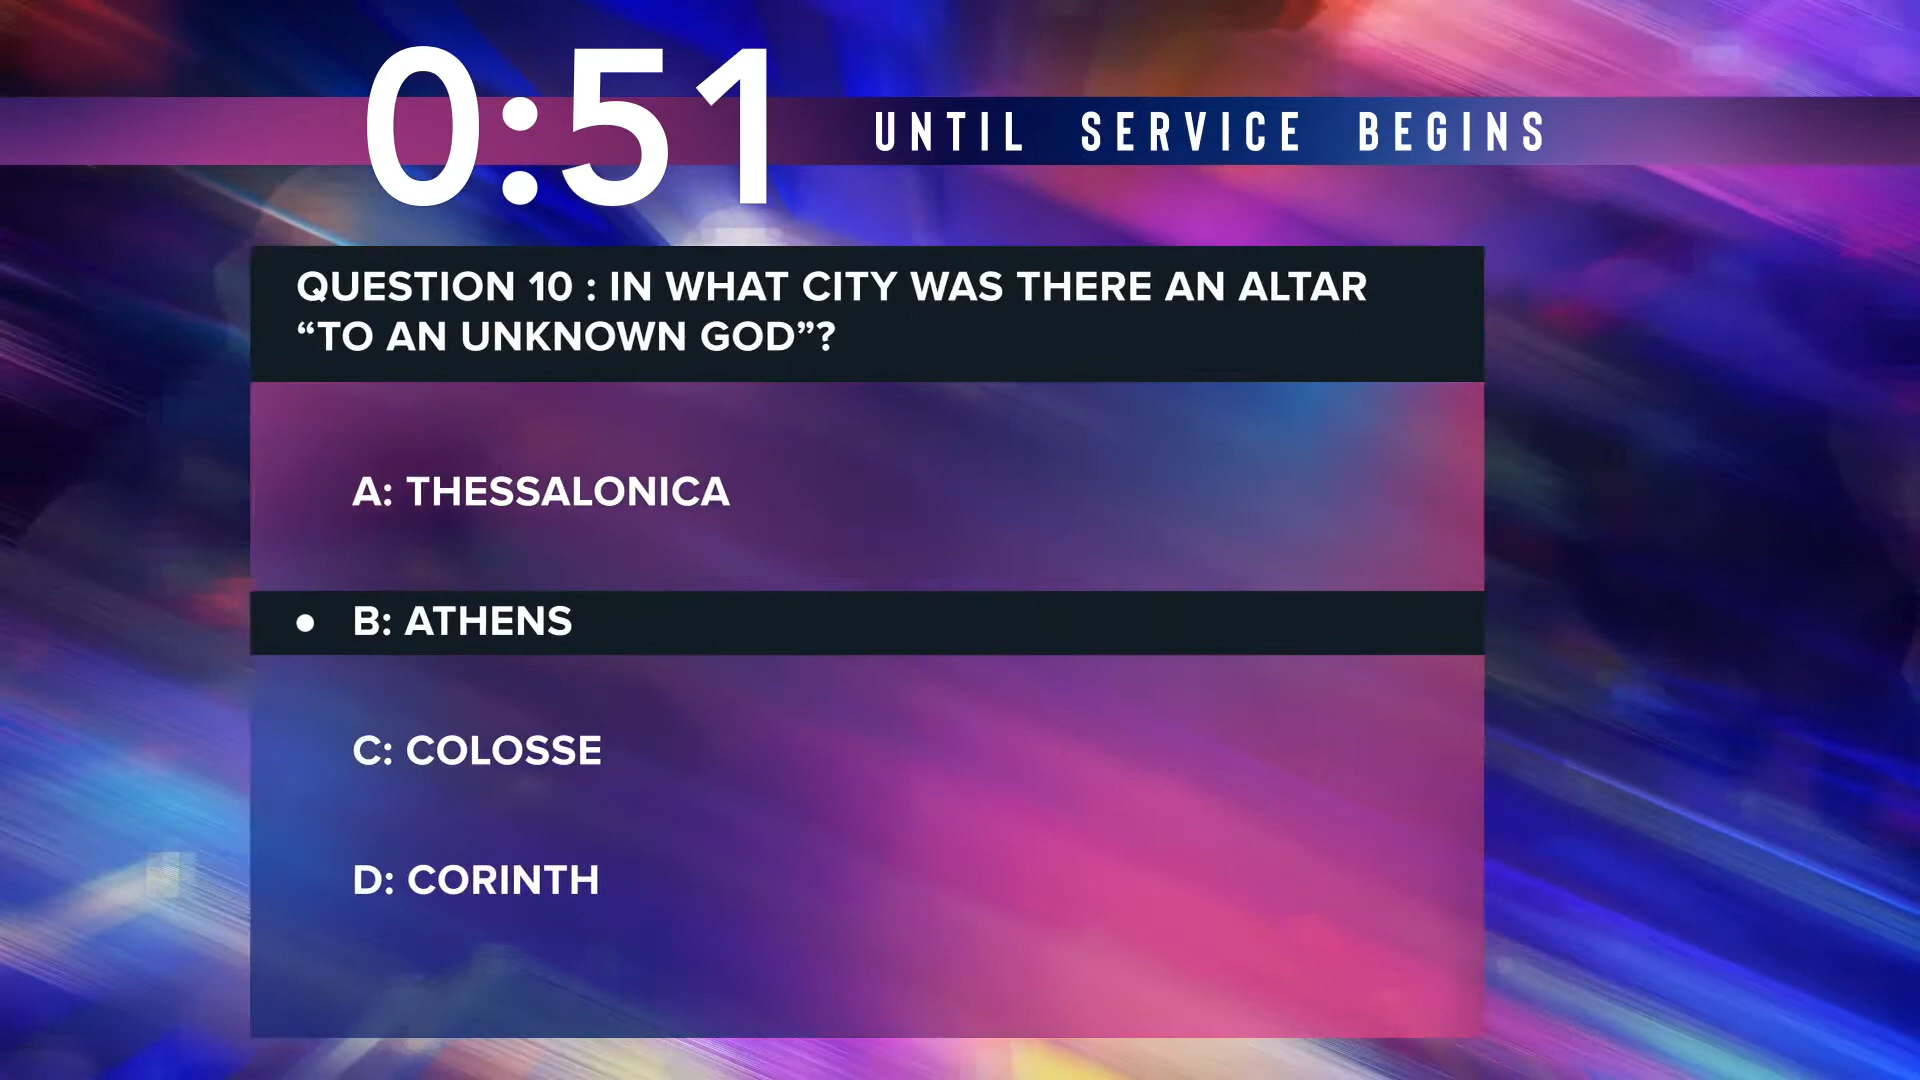 0:51
UNTIL SERVICE BEGINS
QUESTION 10 : IN WHAT CITY WAS THERE AN ALTAR
“TO AN UNKNOWN GOD”?
A: THESSALONICA
• B: ATHENS
C: COLOSSE
D: CORINTH